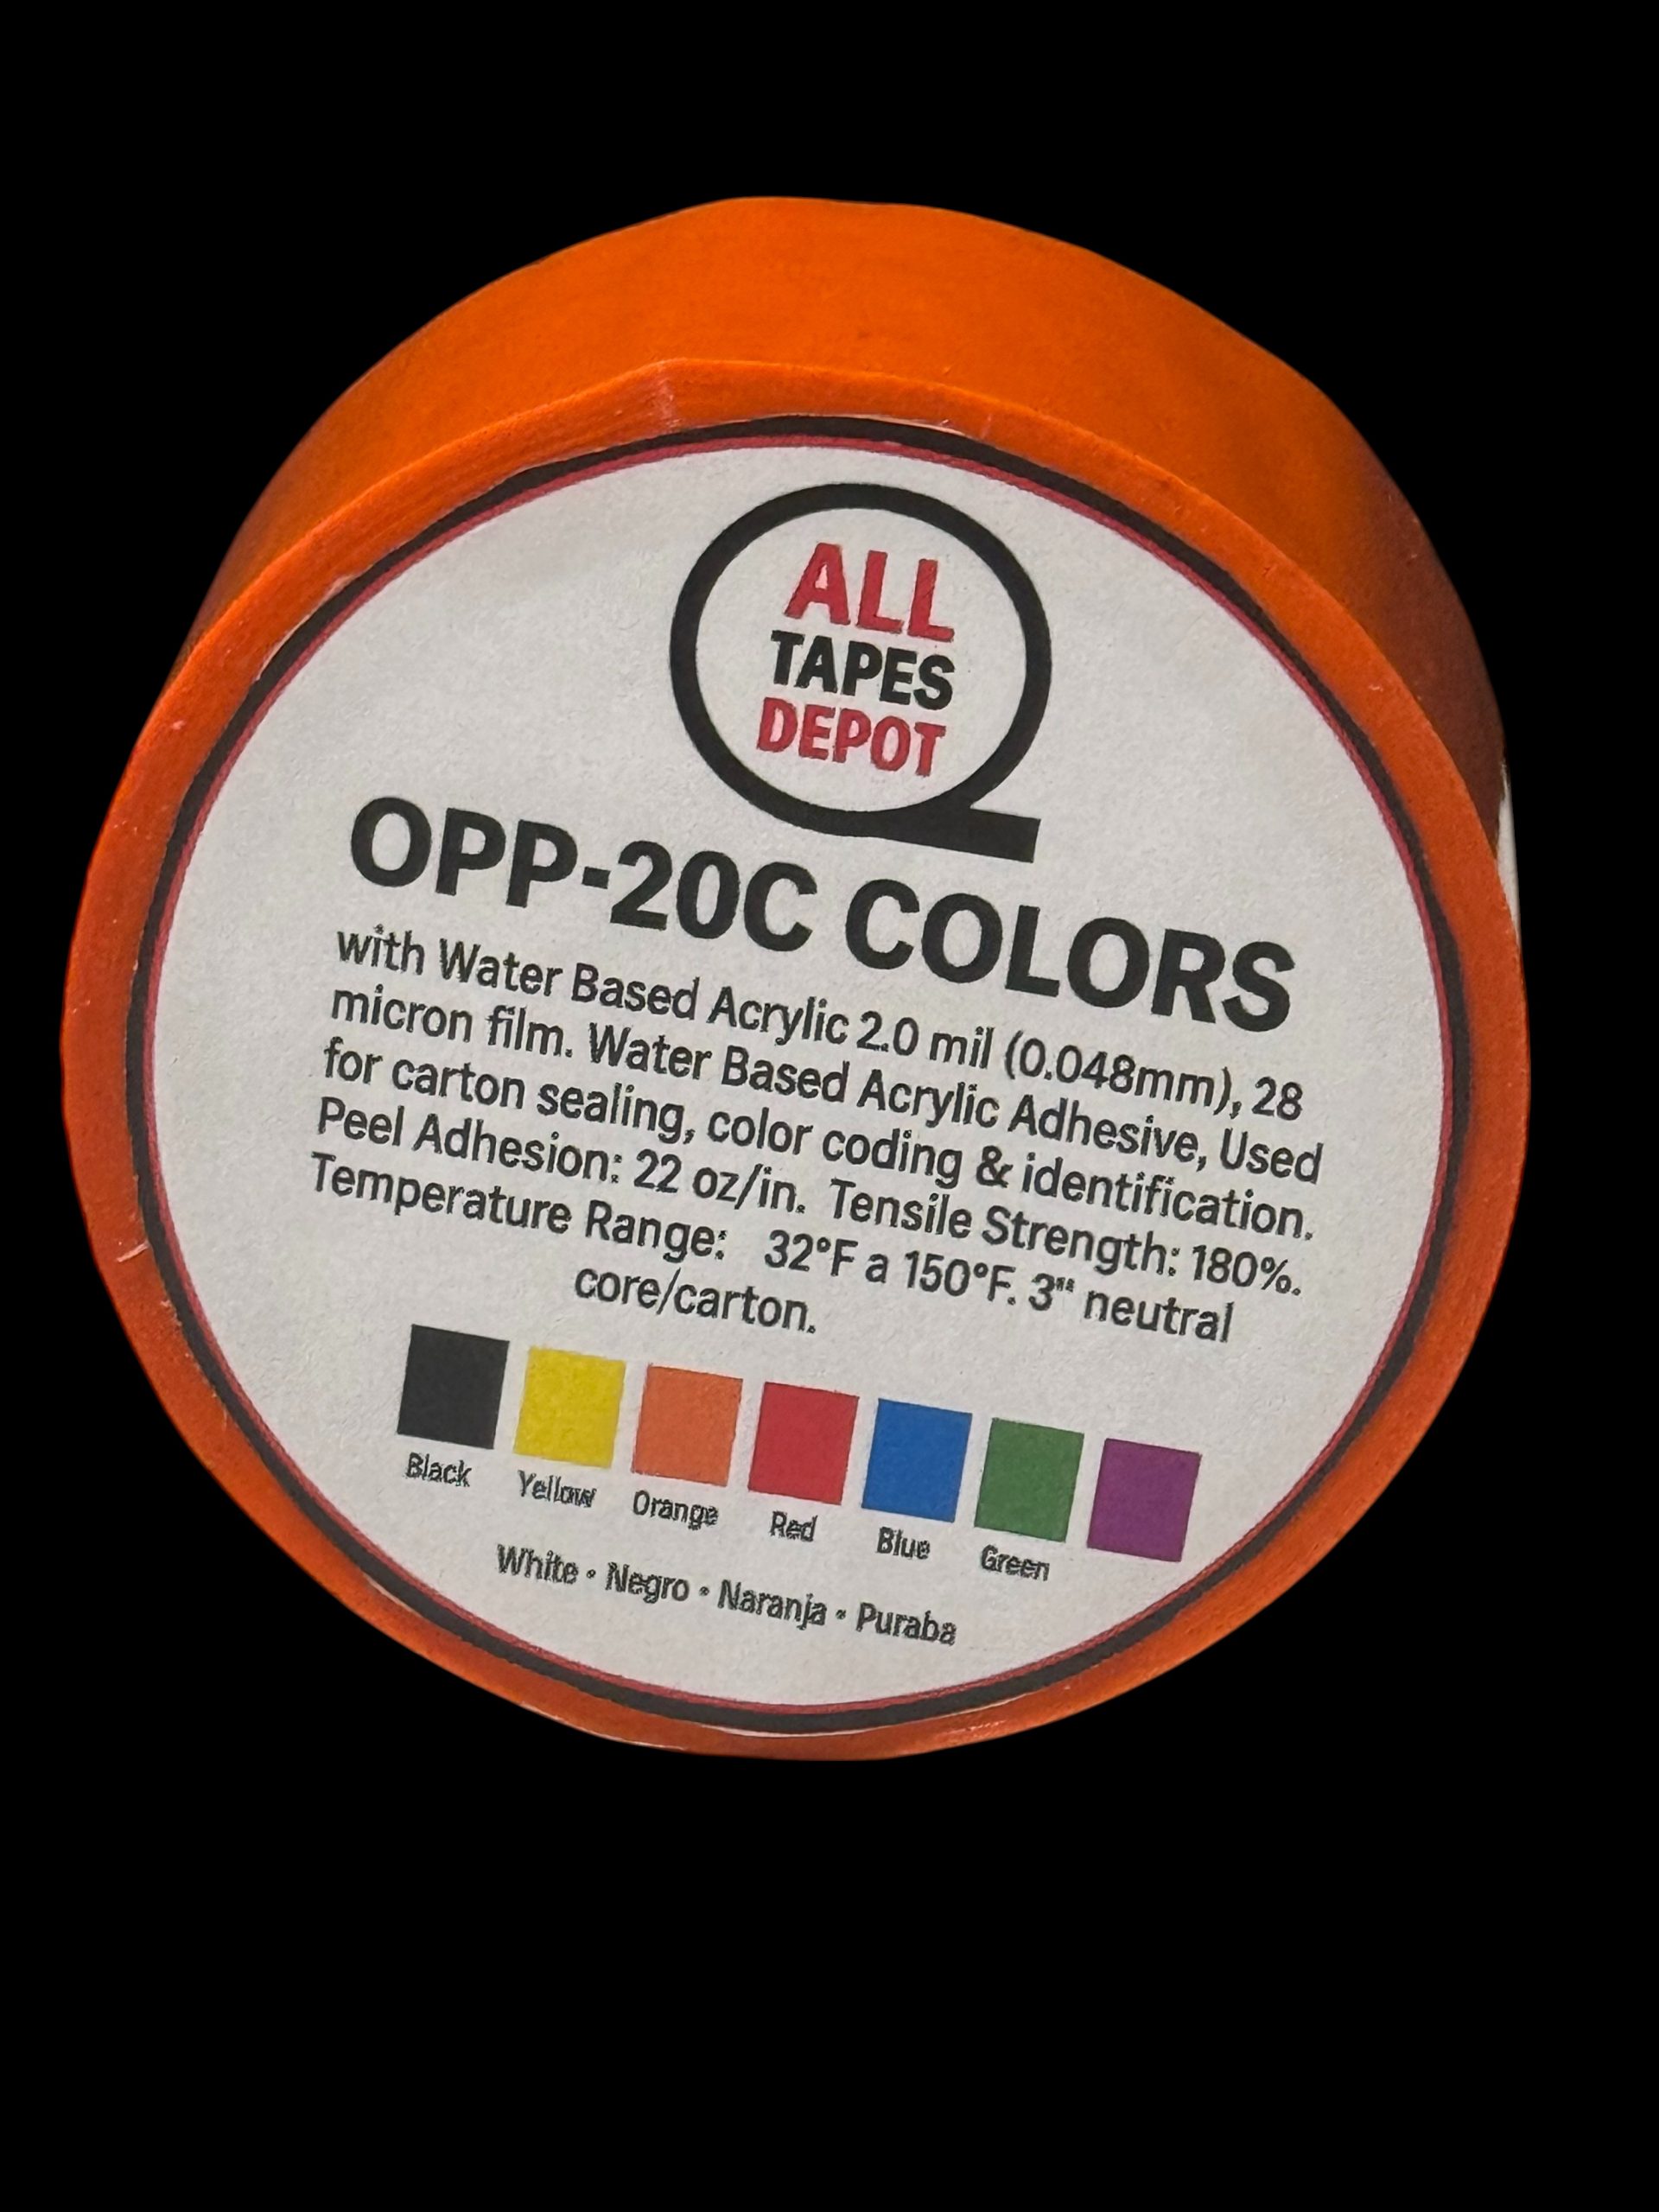 ALL
TAPES
DEPOT
OPP-20C COLORS
with Water Based Acrylic 2.0 mil (0.048mm), 28
micron film. Water Based Acrylic Adhesive, Used
for carton sealing, color coding & identification.
Peel Adhesion: 22 oz/in. Tensile Strength: 180%.
Temperature Range: 32°F a 150°F. 3" neutral
core/carton.
Black Yellow Orange Red Blue Green
White • Negro • Naranja • Puraba